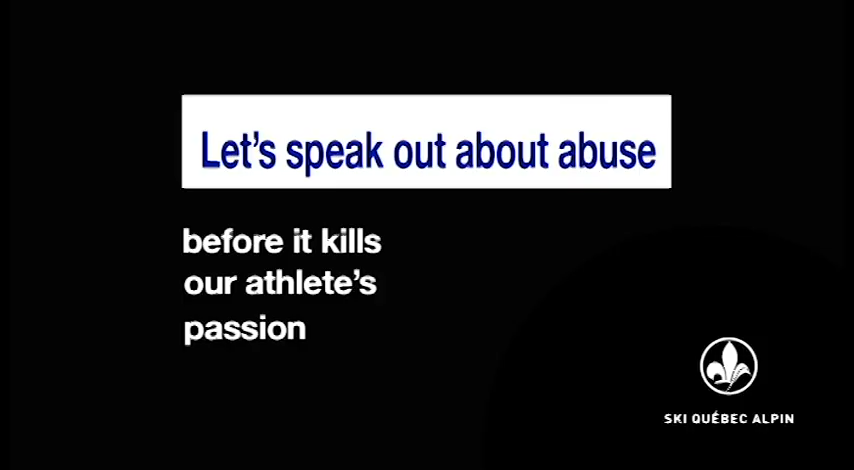 Let's speak out about abuse
before it kills
our athlete's
passion
SKI QUÉBEC ALPIN